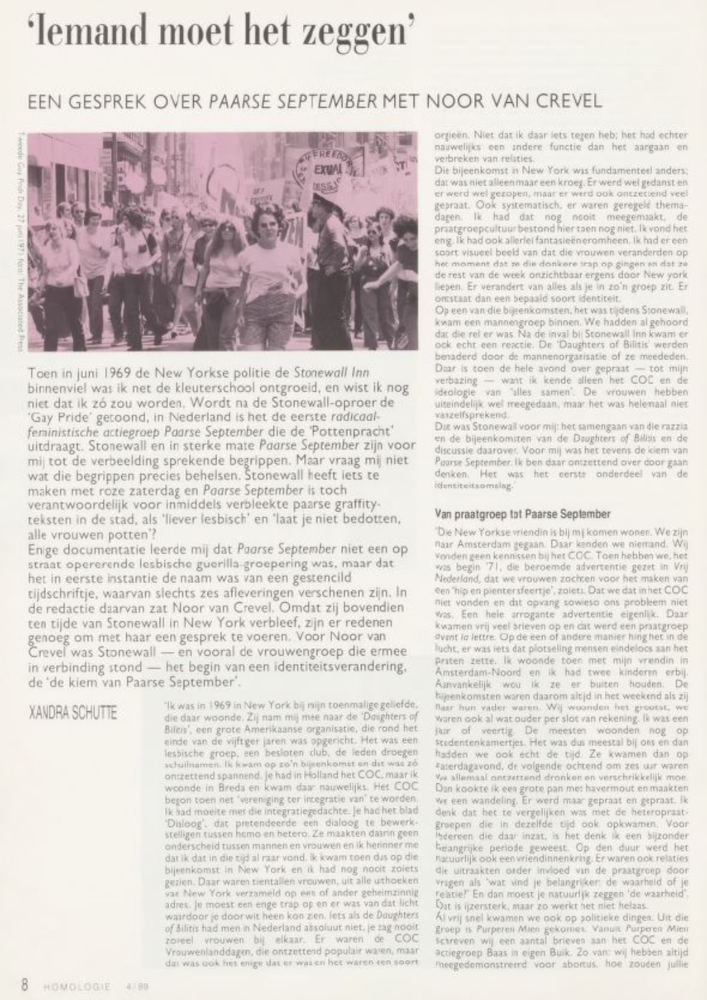 'Iemand moet het zeggen'
EEN GESPREK OVER PAARSE SEPTEMBER MET NOOR VAN CREVEL
Tweede Gay Pride Day, 27 juni 1971 foto: The Associated Press
Toen in juni 1969 de New Yorkse politie de Stonewall Inn
binnenviel was ik net de kleuterschool ontgroeid, en wist ik nog
niet dat ik zó zou worden. Wordt na de Stonewall-oproer de
'Gay Pride' getoond, in Nederland is het de eerste radicaal-
feministische actiegroep Paarse September die de 'Pottenpracht'
uitdraagt. Stonewall en in sterke mate Paarse September zijn voor
mij tot de verbeelding sprekende begrippen. Maar vraag mij niet
wat die begrippen precies behelsen. Stonewall heeft iets te
maken met roze zaterdag en Paarse September is toch
verantwoordelijk voor inmiddels verbleekte paarse graffity-
teksten in de stad, als 'liever lesbisch' en 'laat je niet bedotten,
alle vrouwen potten'?
Enige documentatie leerde mij dat Paarse September niet een op
straat opererende lesbische guerilla-groepering was, maar dat
het in eerste instantie de naam was van een gestencild
tijdschriftje, waarvan slechts zes afleveringen verschenen zijn. In
de redactie daarvan zat Noor van Crevel. Omdat zij bovendien
ten tijde van Stonewall in New York verbleef, zijn er redenen
genoeg om met haar een gesprek te voeren. Voor Noor van
Crevel was Stonewall — en vooral de vrouwengroep die ermee
in verbinding stond — het begin van een identiteitsverandering,
de 'de kiem van Paarse September'.
XANDRA SCHUTTE
'Ik was in 1969 in New York bij mijn toenmalige geliefde,
die daar woonde. Zij nam mij mee naar de 'Daughters of
Bilitis', een grote Amerikaanse organisatie, die rond het
einde van de vijftiger jaren was opgericht. Het was een
lesbische groep, een besloten club, de leden droegen
schuilnamen. Ik kwam op zo'n bijeenkomst en dat was zó
ontzettend spannend. Je had in Holland het COC, maar ik
woonde in Breda en kwam daar nauwelijks. Het COC
begon toen net 'vereniging ter integratie van' te worden.
Ik had moeite met die integratiegedachte. Je had het blad
'Dialoog', dat pretendeerde een dialoog te bewerk-
stelligen tussen homo en hetero. Ze maakten daarin geen
onderscheid tussen mannen en vrouwen en ik herinner me
dat ik dat in die tijd al raar vond. Ik kwam toen dus op die
bijeenkomst in New York en ik had nog nooit zoiets
gezien. Daar waren tientallen vrouwen, uit alle uithoeken
van New York verzameld op een of ander geheimzinnig
adres. Je moest een enge trap op en er was van dat licht
waardoor je door wit heen kon zien. Iets als de Daughters
of Bilitis had men in Nederland absoluut niet, je zag nooit
zoveel vrouwen bij elkaar. Er waren de COC
Vrouwenlanddagen, die ontzettend populair waren, maar
dat was ook het enige dat er was en het waren een soort
orgieën. Niet dat ik daar iets tegen heb; het had echter
nauwelijks een andere functie dan het aangaan en
verbreken van relaties.
Die bijeenkomst in New York was fundamenteel anders;
dat was niet alleen maar een kroeg. Er werd wel gedanst en
er werd wel gezopen, maar er werd ook ontzettend veel
gepraat. Ook systematisch, er waren geregeld thema-
dagen. Ik had dat nog nooit meegemaakt, de
praatgroepcultuur bestond hier toen nog niet. Ik vond het
eng. Ik had ook allerlei fantasieën eromheen. Ik had er een
soort visueel beeld van dat die vrouwen veranderden op
het moment dat ze die donkere trap op gingen en dat ze
de rest van de week onzichtbaar ergens door New york
liepen. Er verandert van alles als je in zo'n groep zit. Er
ontstaat dan een bepaald soort identiteit.
Op een van die bijeenkomsten, het was tijdens Stonewall,
kwam een mannengroep binnen. We hadden al gehoord
dat die rel er was. Na de inval bij Stonewall Inn kwam er
ook echt een reactie. De 'Daughters of Bilitis' werden
benaderd door de mannenorganisatie of ze meededen.
Daar is toen de hele avond over gepraat — tot mijn
verbazing — want ik kende alleen het COC en de
ideologie van 'alles samen'. De vrouwen hebben
uiteindelijk wel meegedaan, maar het was helemaal niet
vanzelfsprekend.
Dat was Stonewall voor mij: het samengaan van die razzia
en de bijeenkomsten van de Daughters of Bilitis en de
discussie daarover. Voor mij was het tevens de kiem van
Paarse September. Ik ben daar ontzettend over door gaan
denken. Het was het eerste onderdeel van de
identiteitsomslag.'
Van praatgroep tot Paarse September
'Die New Yorkse vriendin is bij mij komen wonen. We zijn
naar Amsterdam gegaan. Daar kenden we niemand. Wij
vonden geen kennissen bij het COC. Toen hebben we, het
was begin '71, die beroemde advertentie gezet in Vrij
Nederland, dat we vrouwen zochten voor het maken van
een 'hip en pienter sfeertje', zoiets. Dat we dat in het COC
niet vonden en dat opvang sowieso ons probleem niet
was. Een hele arrogante advertentie eigenlijk. Daar
kwamen vrij veel brieven op en dat werd een praatgroep
avant la lettre. Op de een of andere manier hing het in de
lucht, er was iets dat plotseling mensen eindeloos aan het
praten zette. Ik woonde toen met mijn vriendin in
Amsterdam-Noord en ik had twee kinderen erbij.
Aanvankelijk wou ik ze er buiten houden. De
bijeenkomsten waren daarom altijd in het weekend als zij
naar hun vader waren. Wij woonden het grootst, we
waren ook al wat ouder per slot van rekening. Ik was een
jaar of veertig. De meesten woonden nog op
studentenkamertjes. Het was dus meestal bij ons en dan
hadden we ook echt de tijd. Ze kwamen dan op
zaterdagavond, de volgende ochtend om zes uur waren
we allemaal ontzettend dronken en verschrikkelijk moe.
Dan kookte ik een grote pan met havermout en maakten
we een wandeling. Er werd maar gepraat en gepraat. Ik
denk dat het te vergelijken was met de heteropraat-
groepen die in dezelfde tijd ook opkwamen. Voor
iedereen die daar inzat, is het denk ik een bijzonder
belangrijke periode geweest. Op den duur werd het
natuurlijk ook een vriendinnenkring. Er waren ook relaties
die uitraakten onder invloed van de praatgroep door
vragen als 'wat vind je belangrijker: de waarheid of je
relatie?' En dan moest je natuurlijk zeggen 'de waarheid'.
Dat is ijzersterk, maar zo werkt het niet helaas.
Al vrij snel kwamen we ook op politieke dingen. Uit die
groep is Purperen Mien gekomen. Vanuit Purperen Mien
schreven wij een aantal brieven aan het COC en de
actiegroep Baas in eigen Buik. Zo van: wij hebben altijd
meegedemonstreerd voor abortus, hoe zouden jullie
8 HOMOLOGIE 4/89